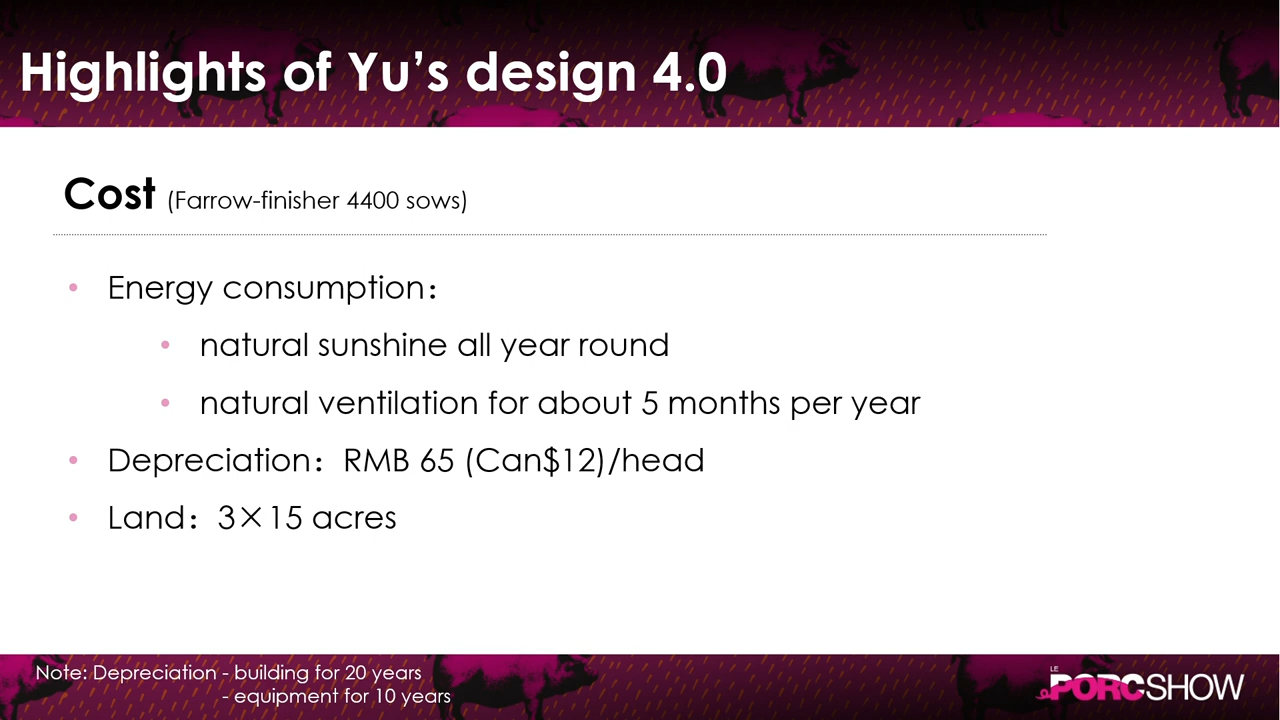 Highlights of Yu’s design 4.0
Cost (Farrow-finisher 4400 sows)
• Energy consumption：
• natural sunshine all year round
• natural ventilation for about 5 months per year
• Depreciation：RMB 65 (Can$12)/head
• Land：3×15 acres
Note: Depreciation - building for 20 years
- equipment for 10 years
LE
PORCSHOW